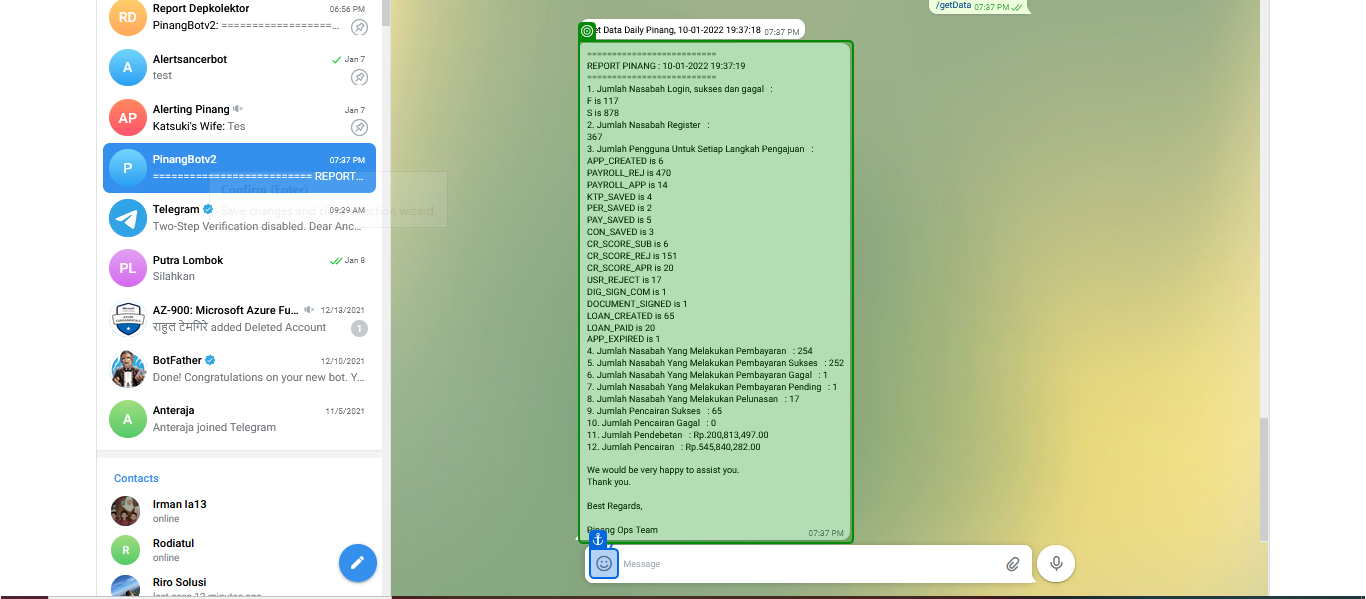 RD
Report Depkolektor
06:56 PM
PinangBotv2: ===================...
A
Alertsancerbot
Jan 7
test
AP
Alerting Pinang
Jan 7
Katsuki's Wife: Tes
P
PinangBotv2
07:37 PM
========================== REPORT...
Confirm (Enter)
Save changes and
ction wizard.
Telegram
09:29 AM
Two-Step Verification disabled. Dear Anc...
PL
Putra Lombok
Jan 8
Silahkan
AZ-900: Microsoft Azure Fu...
12/13/2021
राहुल टेमगिरे added Deleted Account
1
BotFather
12/10/2021
Done! Congratulations on your new bot. Y...
A
Anteraja
11/5/2021
Anteraja joined Telegram
Contacts
Irman Ia13
online
R
Rodiatul
online
Riro Solusi
/getData 07:37 PM
et Data Daily Pinang, 10-01-2022 19:37:18 07:37 PM
==========================
REPORT PINANG : 10-01-2022 19:37:19
==========================
1. Jumlah Nasabah Login, sukses dan gagal :
F is 117
S is 878
2. Jumlah Nasabah Register :
367
3. Jumlah Pengguna Untuk Setiap Langkah Pengajuan :
APP_CREATED is 6
PAYROLL_REJ is 470
PAYROLL_APP is 14
KTP_SAVED is 4
PER_SAVED is 2
PAY_SAVED is 5
CON_SAVED is 3
CR_SCORE_SUB is 6
CR_SCORE_REJ is 151
CR_SCORE_APR is 20
USR_REJECT is 17
DIG_SIGN_COM is 1
DOCUMENT_SIGNED is 1
LOAN_CREATED is 65
LOAN_PAID is 20
APP_EXPIRED is 1
4. Jumlah Nasabah Yang Melakukan Pembayaran : 254
5. Jumlah Nasabah Yang Melakukan Pembayaran Sukses : 252
6. Jumlah Nasabah Yang Melakukan Pembayaran Gagal : 1
7. Jumlah Nasabah Yang Melakukan Pembayaran Pending : 1
8. Jumlah Nasabah Yang Melakukan Pelunasan : 17
9. Jumlah Pencairan Sukses : 65
10. Jumlah Pencairan Gagal : 0
11. Jumlah Pendebetan : Rp.200,813,497.00
12. Jumlah Pencairan : Rp.545,840,282.00
We would be very happy to assist you.
Thank you.
Best Regards,
Pinang Ops Team
07:37 PM
Message